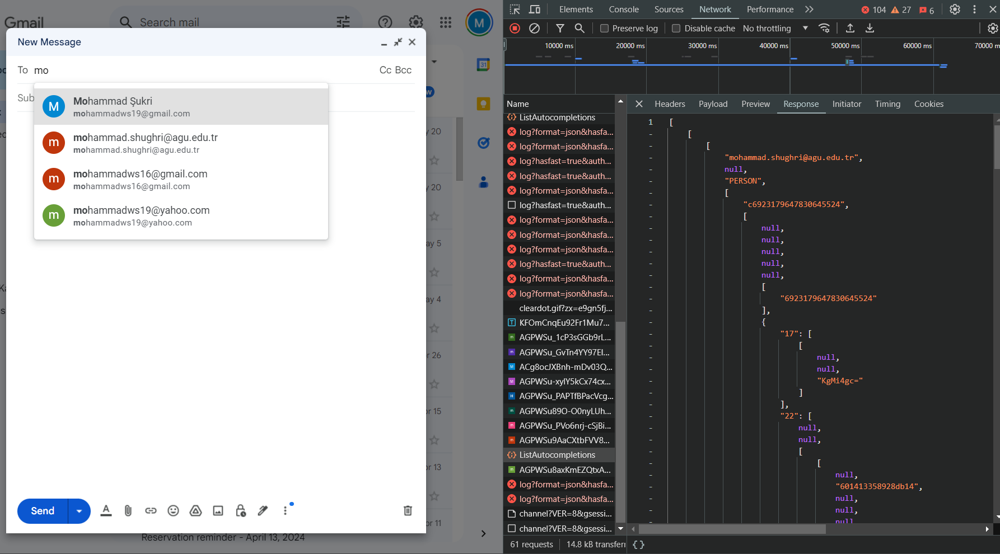 Gmail
Search mail
M
New Message
To mo
Cc Bcc
Sub
M
Mohammad Şukri
mohammadws19@gmail.com
m
mohammad.shughri@agu.edu.tr
mohammad.shughri@agu.edu.tr
m
mohammadws16@gmail.com
mohammadws16@gmail.com
m
mohammadws19@yahoo.com
mohammadws19@yahoo.com
31
w
y 20
y 20
ay 5
ay 4
r 26
or 15
or 13
or 11
Send
Reservation reminder - April 13, 2024
Elements Console Sources Network Performance
104 27 6
Preserve log Disable cache No throttling
10000 ms 20000 ms 30000 ms 40000 ms 50000 ms 60000 ms 70000 m
Name
Headers Payload Preview Response Initiator Timing Cookies
ListAutocompletions
log?format=json&hasfa...
log?format=json&hasfa...
log?hasfast=true&auth...
log?hasfast=true&auth...
log?format=json&hasfa...
log?hasfast=true&auth...
log?format=json&hasfa...
log?format=json&hasfa...
log?format=json&hasfa...
log?hasfast=true&auth...
log?format=json&hasfa...
log?format=json&hasfa...
cleardot.gif?zx=e9gn5fj...
KFOmCnqEu92Fr1Mu7...
AGPWSu_1cP3sGGb9rL...
AGPWSu_GvTn4YY97EI...
ACg8ocJXBnh-mDv03Q...
AGPWSu-xylY5kCx74cx...
AGPWSu_PAPTfBPacVcg...
AGPWSu89O-O0nyLUh...
AGPWSu_PVo6nrj-cSjBi...
AGPWSu9AaCXtbFVV8...
ListAutocompletions
AGPWSu8axKmEZQtxA...
log?format=json&hasfa...
log?format=json&hasfa...
channel?VER=8&gsessi...
channel?VER=8&gsessi...
61 requests 14.8 kB transferr
1 [
- [
- [
- "mohammad.shughri@agu.edu.tr",
- null,
- "PERSON",
- [
- "c6923179647830645524",
- [
- null,
- null,
- null,
- null,
- null,
- [
- "6923179647830645524"
- ],
- {
- "17": [
- [
- null,
- null,
- "KgMi4gc="
- ]
- ],
- "22": [
- null,
- null,
- [
- [
- null,
- "601413358928db14",
- null,
- null,
- null
{}